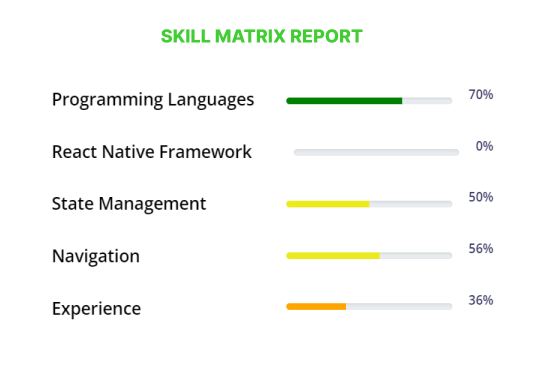 SKILL MATRIX REPORT
Programming Languages 70%
React Native Framework 0%
State Management 50%
Navigation 56%
Experience 36%